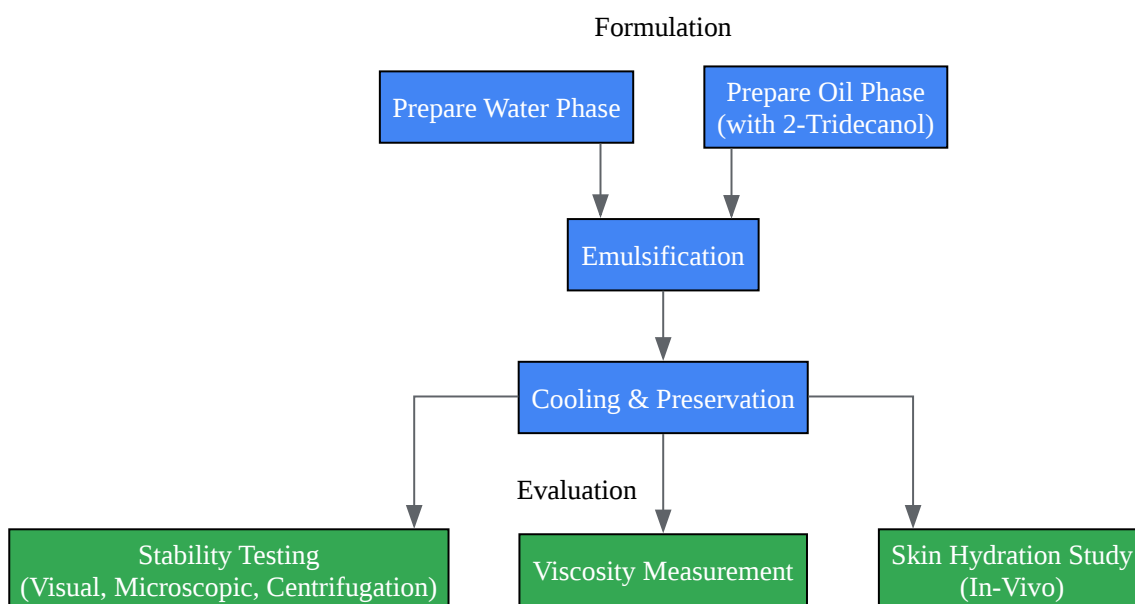 Formulation
Prepare Water Phase
Prepare Oil Phase
(with 2-Tridecanol)
Emulsification
Cooling & Preservation
Evaluation
Stability Testing
(Visual, Microscopic, Centrifugation)
Viscosity Measurement
Skin Hydration Study
(In-Vivo)